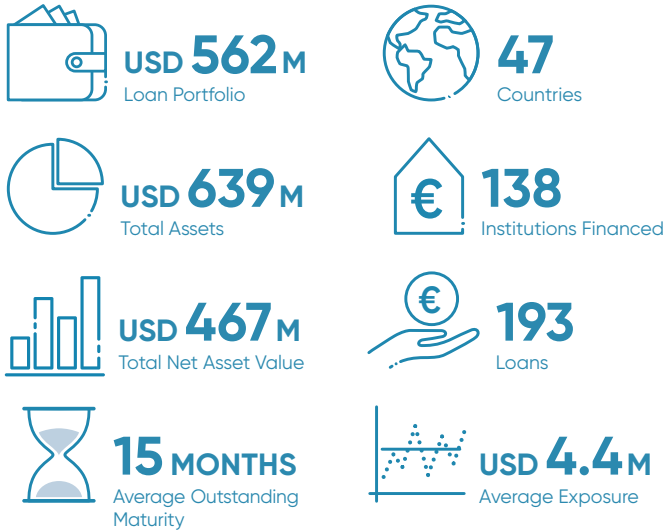 USD 562 M
Loan Portfolio
47
Countries
USD 639 M
Total Assets
€
138
Institutions Financed
USD 467 M
Total Net Asset Value
€
193
Loans
15 MONTHS
Average Outstanding
Maturity
USD 4.4 M
Average Exposure